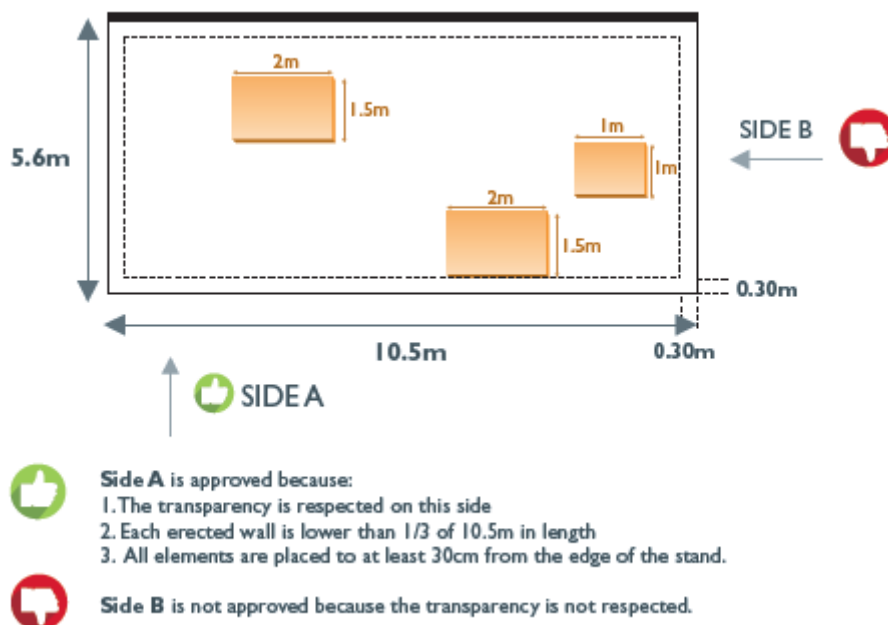 2m
1.5m
1m
SIDE B
5.6m
1m
2m
1.5m
0.30m
10.5m
0.30m
SIDE A
Side A is approved because:
1. The transparency is respected on this side
2. Each erected wall is lower than 1/3 of 10.5m in length
3. All elements are placed to at least 30cm from the edge of the stand.
Side B is not approved because the transparency is not respected.